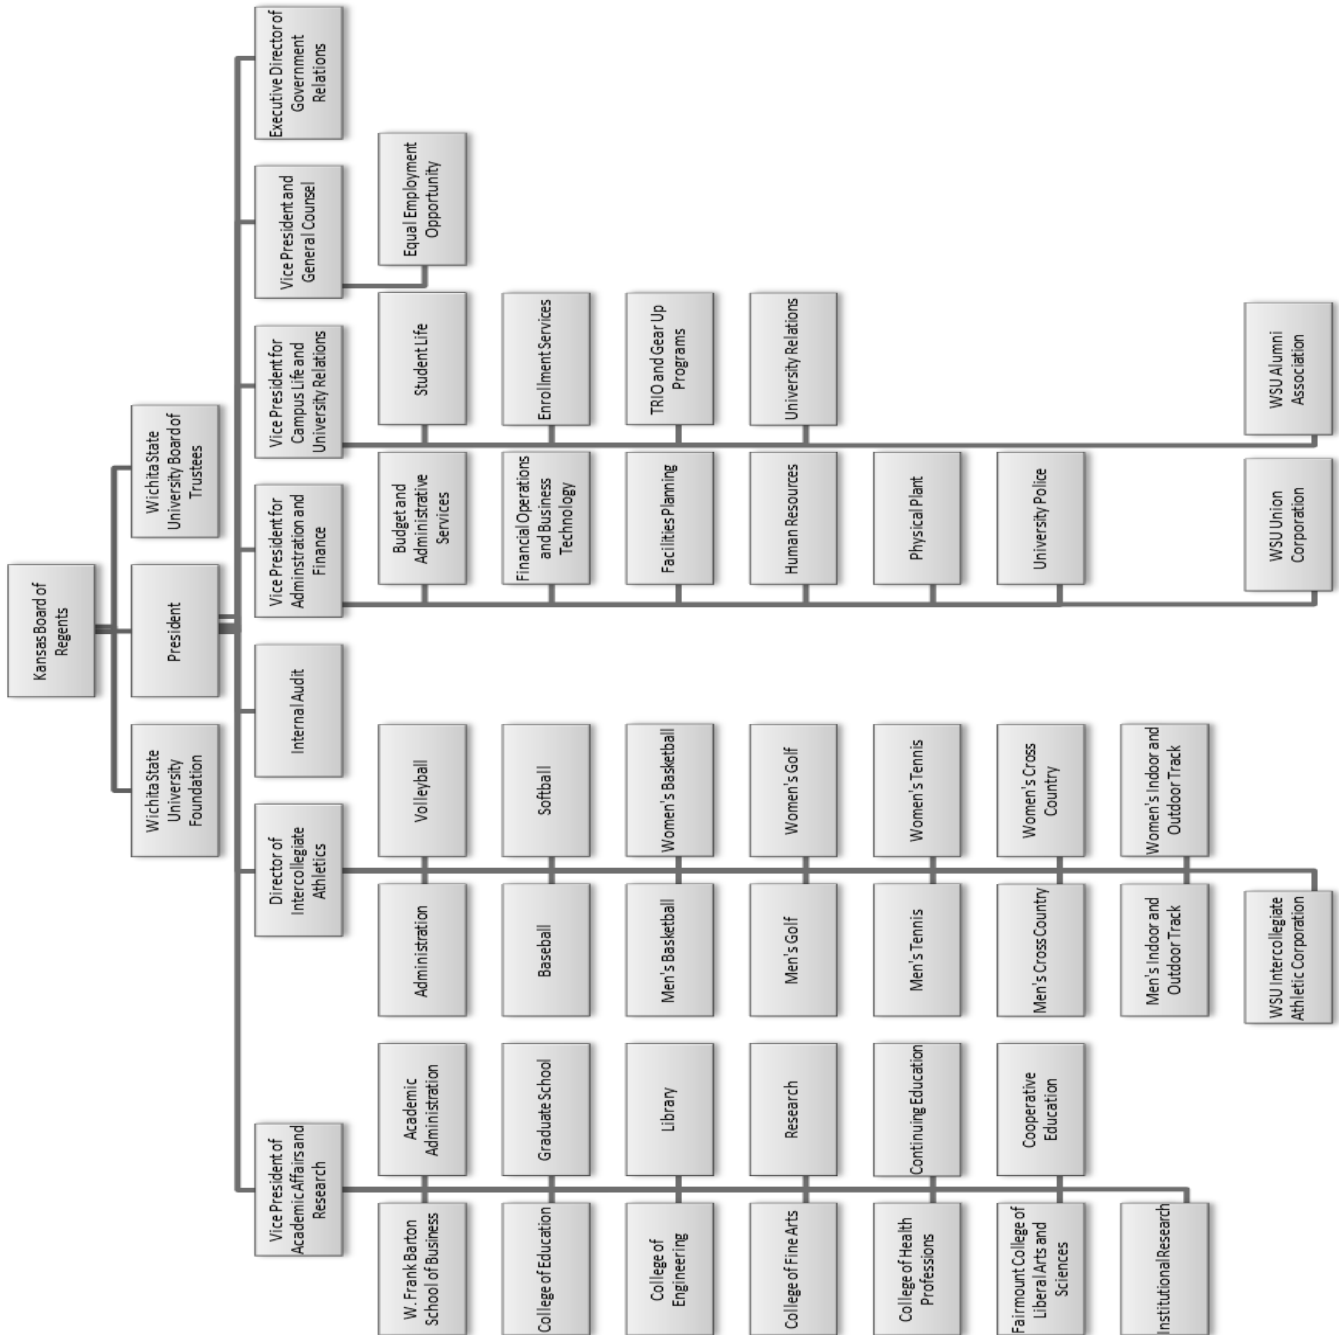 Kansas Board of
Regents
Wichita State
University
Foundation
President
Wichita State
University Board of
Trustees
Vice President of
Academic Affairs and
Research
Director of
Intercollegiate
Athletics
Internal Audit
Vice President for
Adminstration and
Finance
Vice President for
Campus Life and
University Relations
Vice President and
General Counsel
Executive Director of
Government
Relations
W. Frank Barton
School of Business
Academic
Administration
College of Education
Graduate School
College of
Engineering
Library
College of Fine Arts
Research
College of Health
Professions
Continuing Education
Fairmount College of
Liberal Arts and
Sciences
Cooperative
Education
Institutional Research
Administration
Volleyball
Baseball
Softball
Men's Basketball
Women's Basketball
Men's Golf
Women's Golf
Men's Tennis
Women's Tennis
Men's Cross Country
Women's Cross
Country
Men's Indoor and
Outdoor Track
Women's Indoor and
Outdoor Track
WSU Intercollegiate
Athletic Corporation
Budget and
Administrative
Services
Financial Operations
and Business
Technology
Facilities Planning
Human Resources
Physical Plant
University Police
WSU Union
Corporation
Student Life
Enrollment Services
TRIO and Gear Up
Programs
University Relations
WSU Alumni
Association
Equal Employment
Opportunity